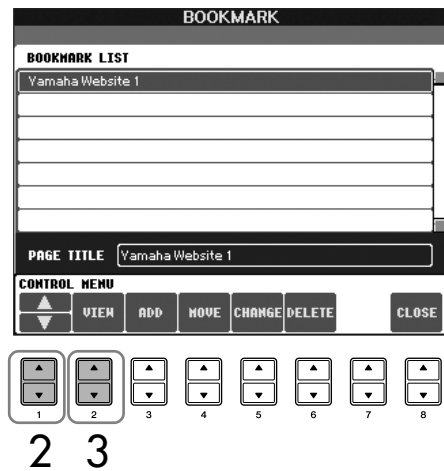 BOOKMARK
BOOKMARK LIST
Yamaha Website 1
PAGE TITLE Yamaha Website 1
CONTROL MENU
VIEW ADD MOVE CHANGE DELETE CLOSE
1 2 3 4 5 6 7 8
2 3